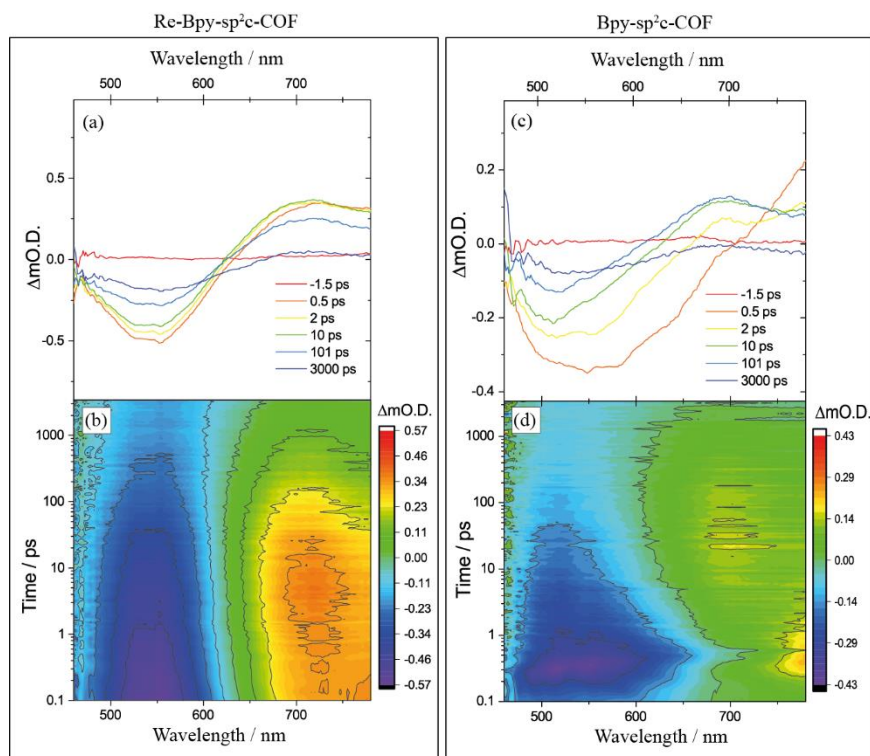 Re-Bpy-sp²c-COF
Bpy-sp²c-COF
Wavelength / nm
Wavelength / nm
500 600 700
500 600 700
(a)
(c)
ΔmO.D.
0.5
0.0
-0.5
ΔmO.D.
0.2
0.0
-0.2
-0.4
-1.5 ps
0.5 ps
2 ps
10 ps
101 ps
3000 ps
-1.5 ps
0.5 ps
2 ps
10 ps
101 ps
3000 ps
(b)
(d)
Time / ps
1000
100
10
1
0.1
ΔmO.D.
0.57
0.46
0.34
0.23
0.11
0.00
-0.11
-0.23
-0.34
-0.46
-0.57
Time / ps
1000
100
10
1
0.1
ΔmO.D.
0.43
0.29
0.14
0.00
-0.14
-0.29
-0.43
500 600 700
500 600 700
Wavelength / nm
Wavelength / nm